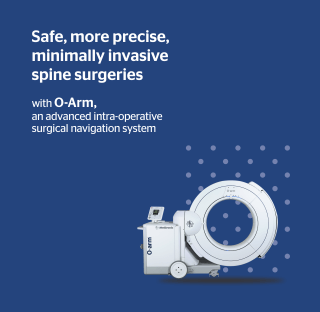 Safe, more precise,
minimally invasive
spine surgeries
with O-Arm,
an advanced intra-operative
surgical navigation system
O-arm